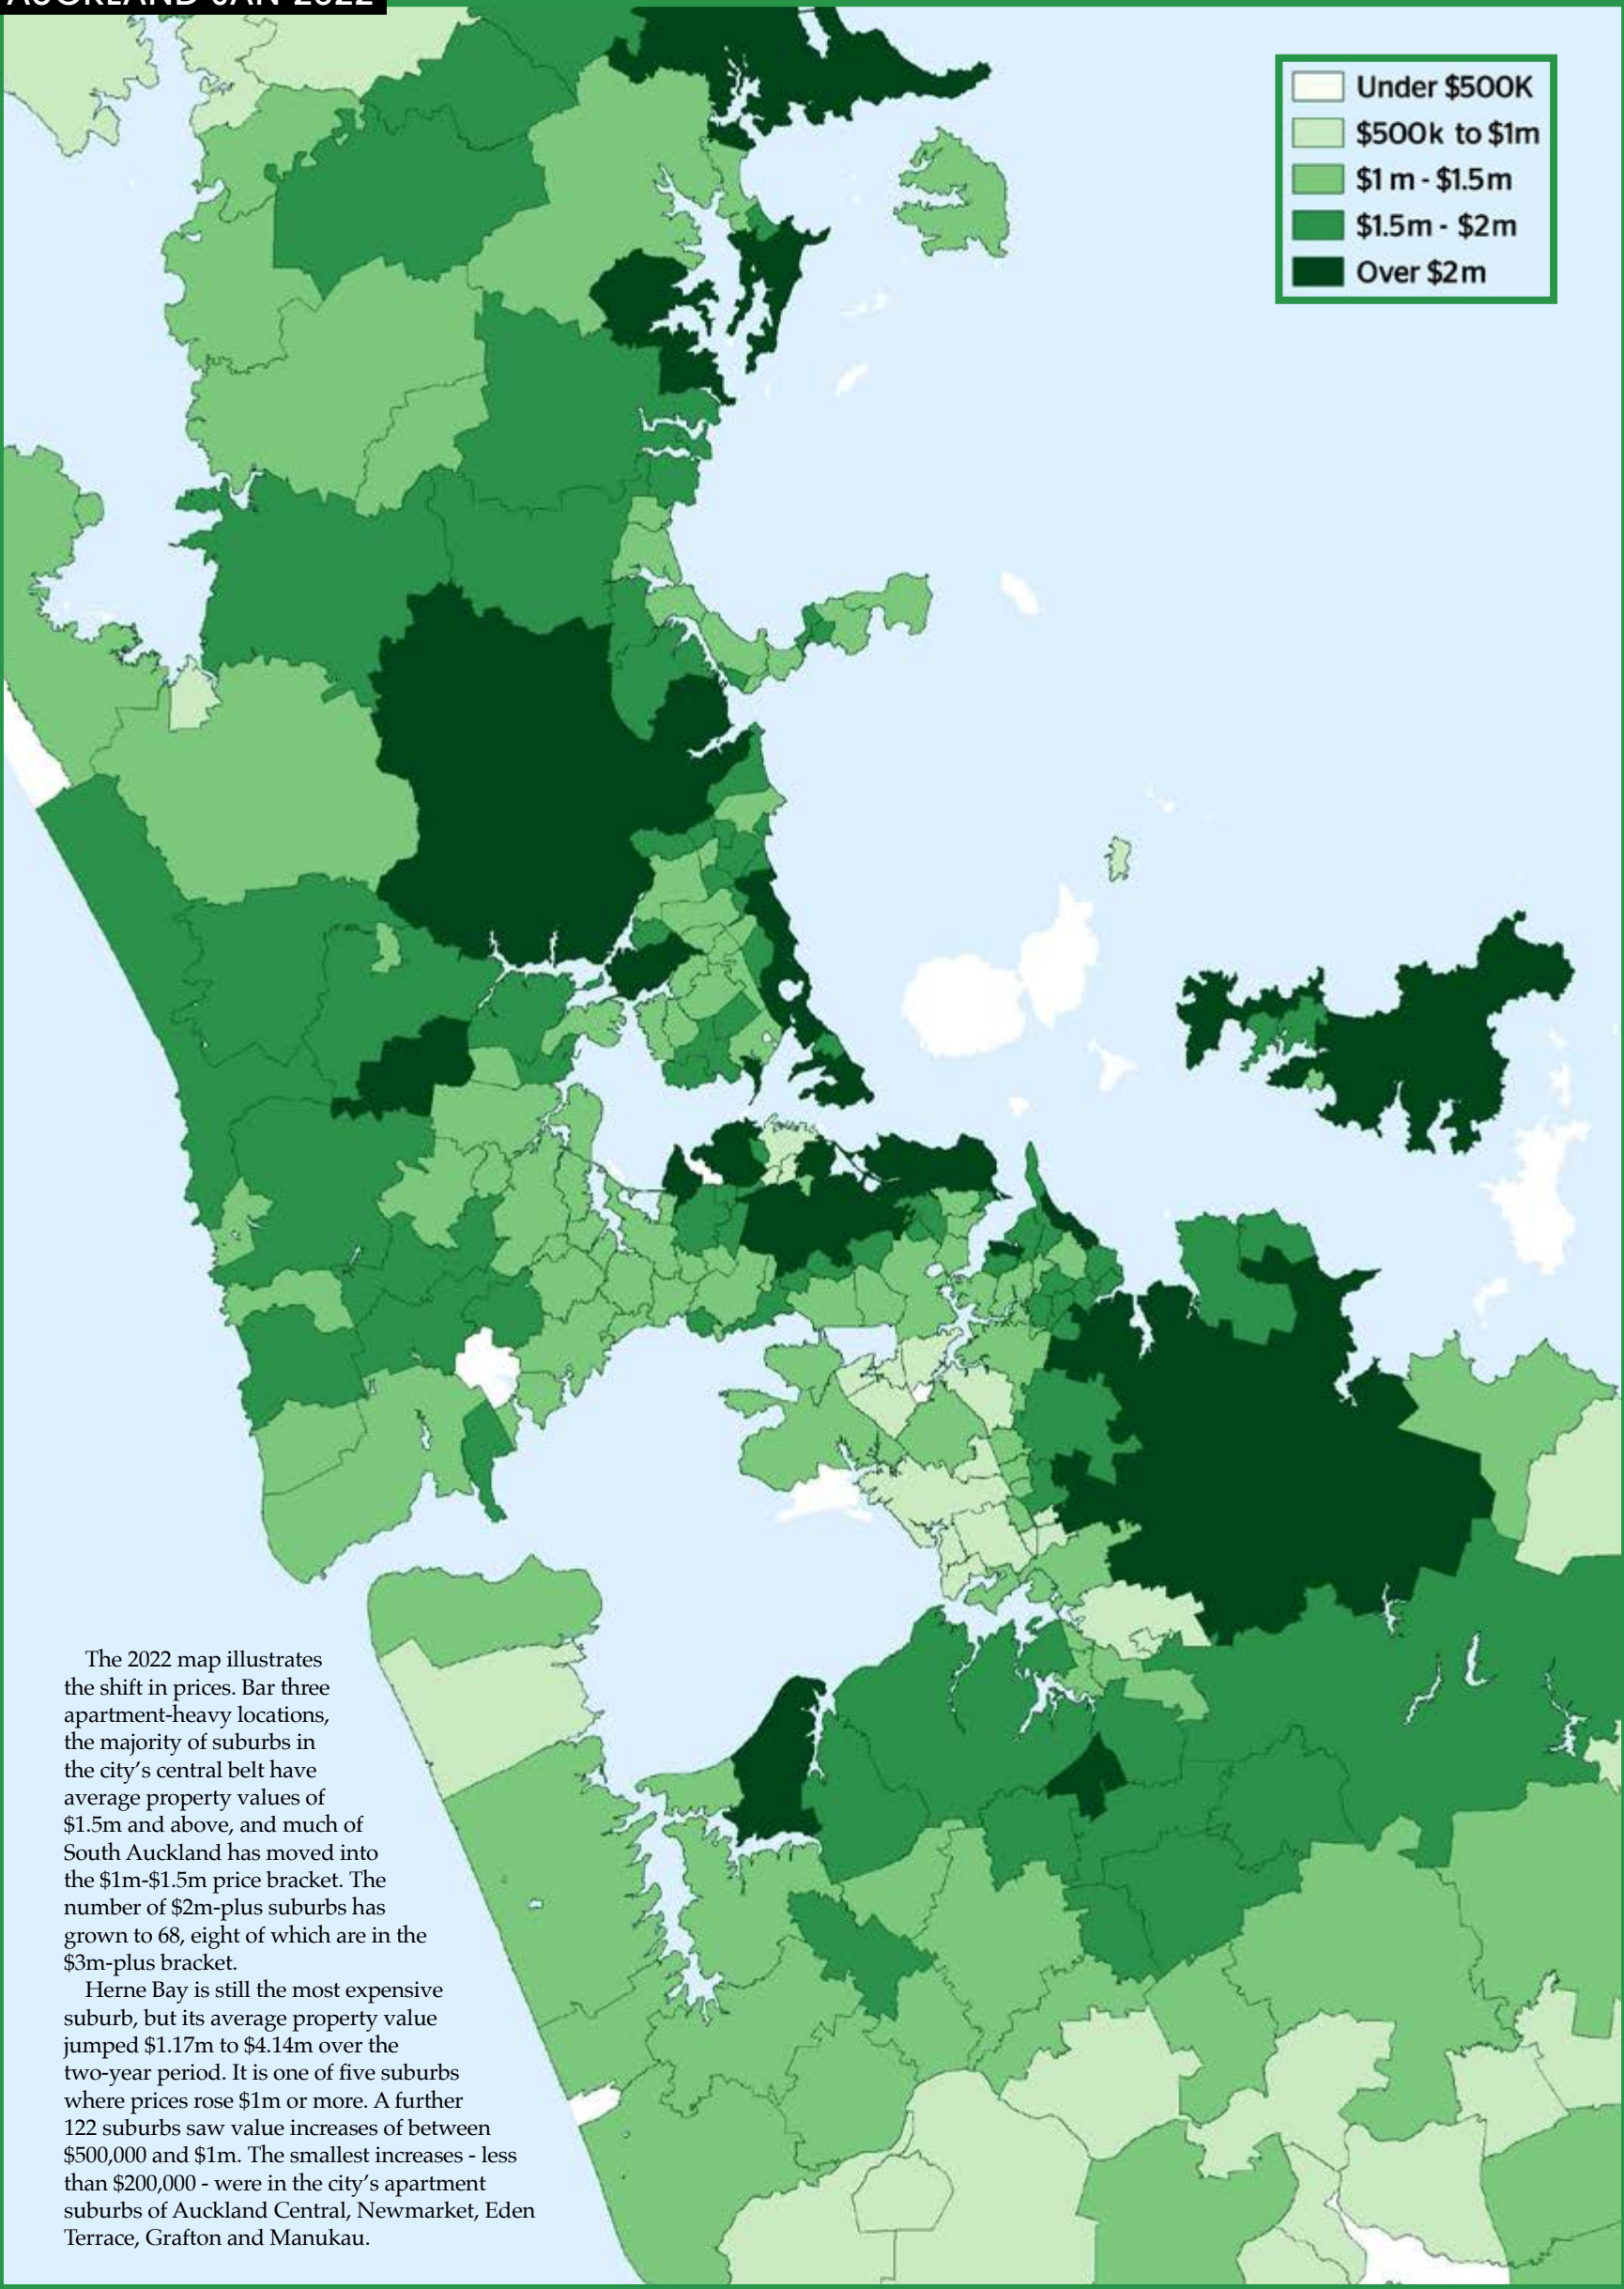 AUCKLAND JAN 2022
Under $500K
$500k to $1m
$1 m - $1.5m
$1.5m - $2m
Over $2m
The 2022 map illustrates
the shift in prices. Bar three
apartment-heavy locations,
the majority of suburbs in
the city's central belt have
average property values of
$1.5m and above, and much of
South Auckland has moved into
the $1m-$1.5m price bracket. The
number of $2m-plus suburbs has
grown to 68, eight of which are in the
$3m-plus bracket.
Herne Bay is still the most expensive
suburb, but its average property value
jumped $1.17m to $4.14m over the
two-year period. It is one of five suburbs
where prices rose $1m or more. A further
122 suburbs saw value increases of between
$500,000 and $1m. The smallest increases - less
than $200,000 - were in the city's apartment
suburbs of Auckland Central, Newmarket, Eden
Terrace, Grafton and Manukau.